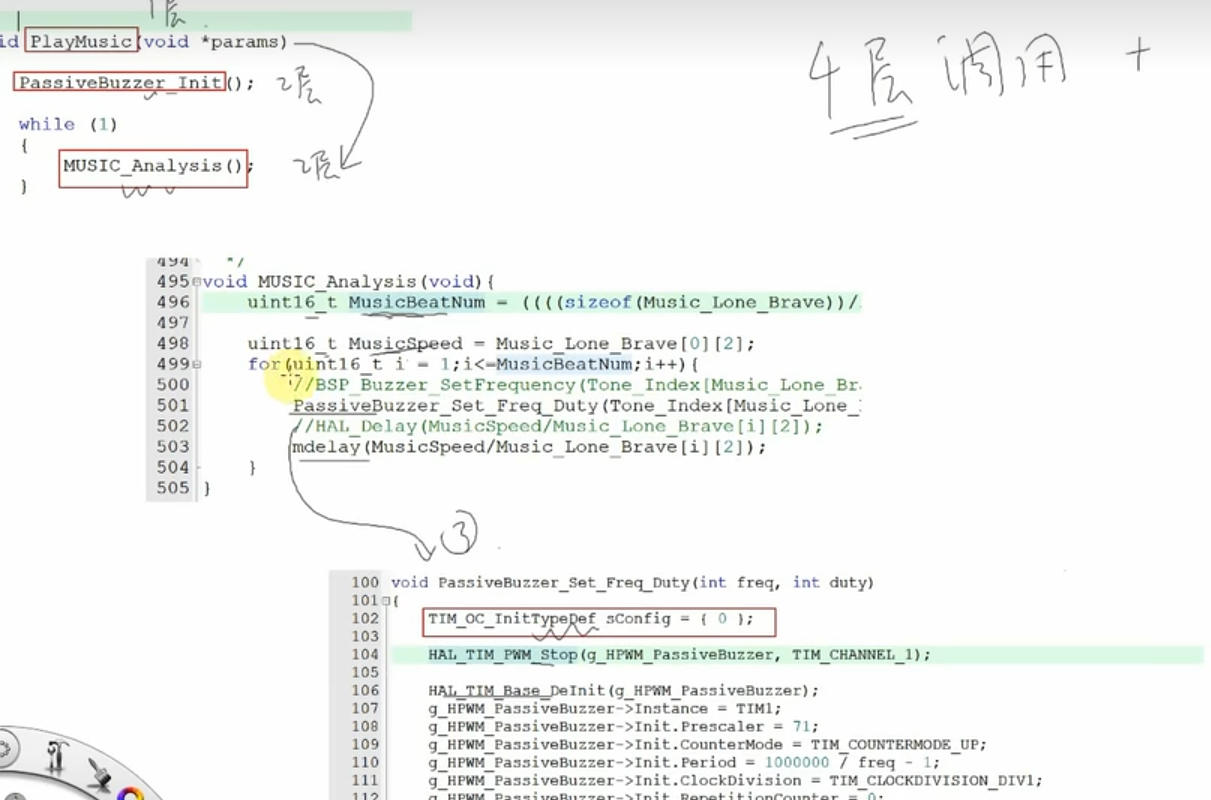 1层
id PlayMusic(void *params)
PassiveBuzzer_Init(); 2层
while (1)
{
MUSIC_Analysis(); 2层
}
4层调用 +
494 */
495 void MUSIC_Analysis(void){
496 uint16_t MusicBeatNum = ((((sizeof(Music_Lone_Brave))/
497
498 uint16_t MusicSpeed = Music_Lone_Brave[0][2];
499 for(uint16_t i = 1;i<=MusicBeatNum;i++){
500 //BSP_Buzzer_SetFrequency(Tone_Index[Music_Lone_Br
501 PassiveBuzzer_Set_Freq_Duty(Tone_Index[Music_Lone_
502 //HAL_Delay(MusicSpeed/Music_Lone_Brave[i][2]);
503 mdelay(MusicSpeed/Music_Lone_Brave[i][2]);
504 }
505 }
③
100 void PassiveBuzzer_Set_Freq_Duty(int freq, int duty)
101 {
102 TIM_OC_InitTypeDef sConfig = { 0 };
103
104 HAL_TIM_PWM_Stop(g_HPWM_PassiveBuzzer, TIM_CHANNEL_1);
105
106 HAL_TIM_Base_DeInit(g_HPWM_PassiveBuzzer);
107 g_HPWM_PassiveBuzzer->Instance = TIM1;
108 g_HPWM_PassiveBuzzer->Init.Prescaler = 71;
109 g_HPWM_PassiveBuzzer->Init.CounterMode = TIM_COUNTERMODE_UP;
110 g_HPWM_PassiveBuzzer->Init.Period = 1000000 / freq - 1;
111 g_HPWM_PassiveBuzzer->Init.ClockDivision = TIM_CLOCKDIVISION_DIV1;
112 g_HPWM_PassiveBuzzer->Init.RepetitionCounter = 0;